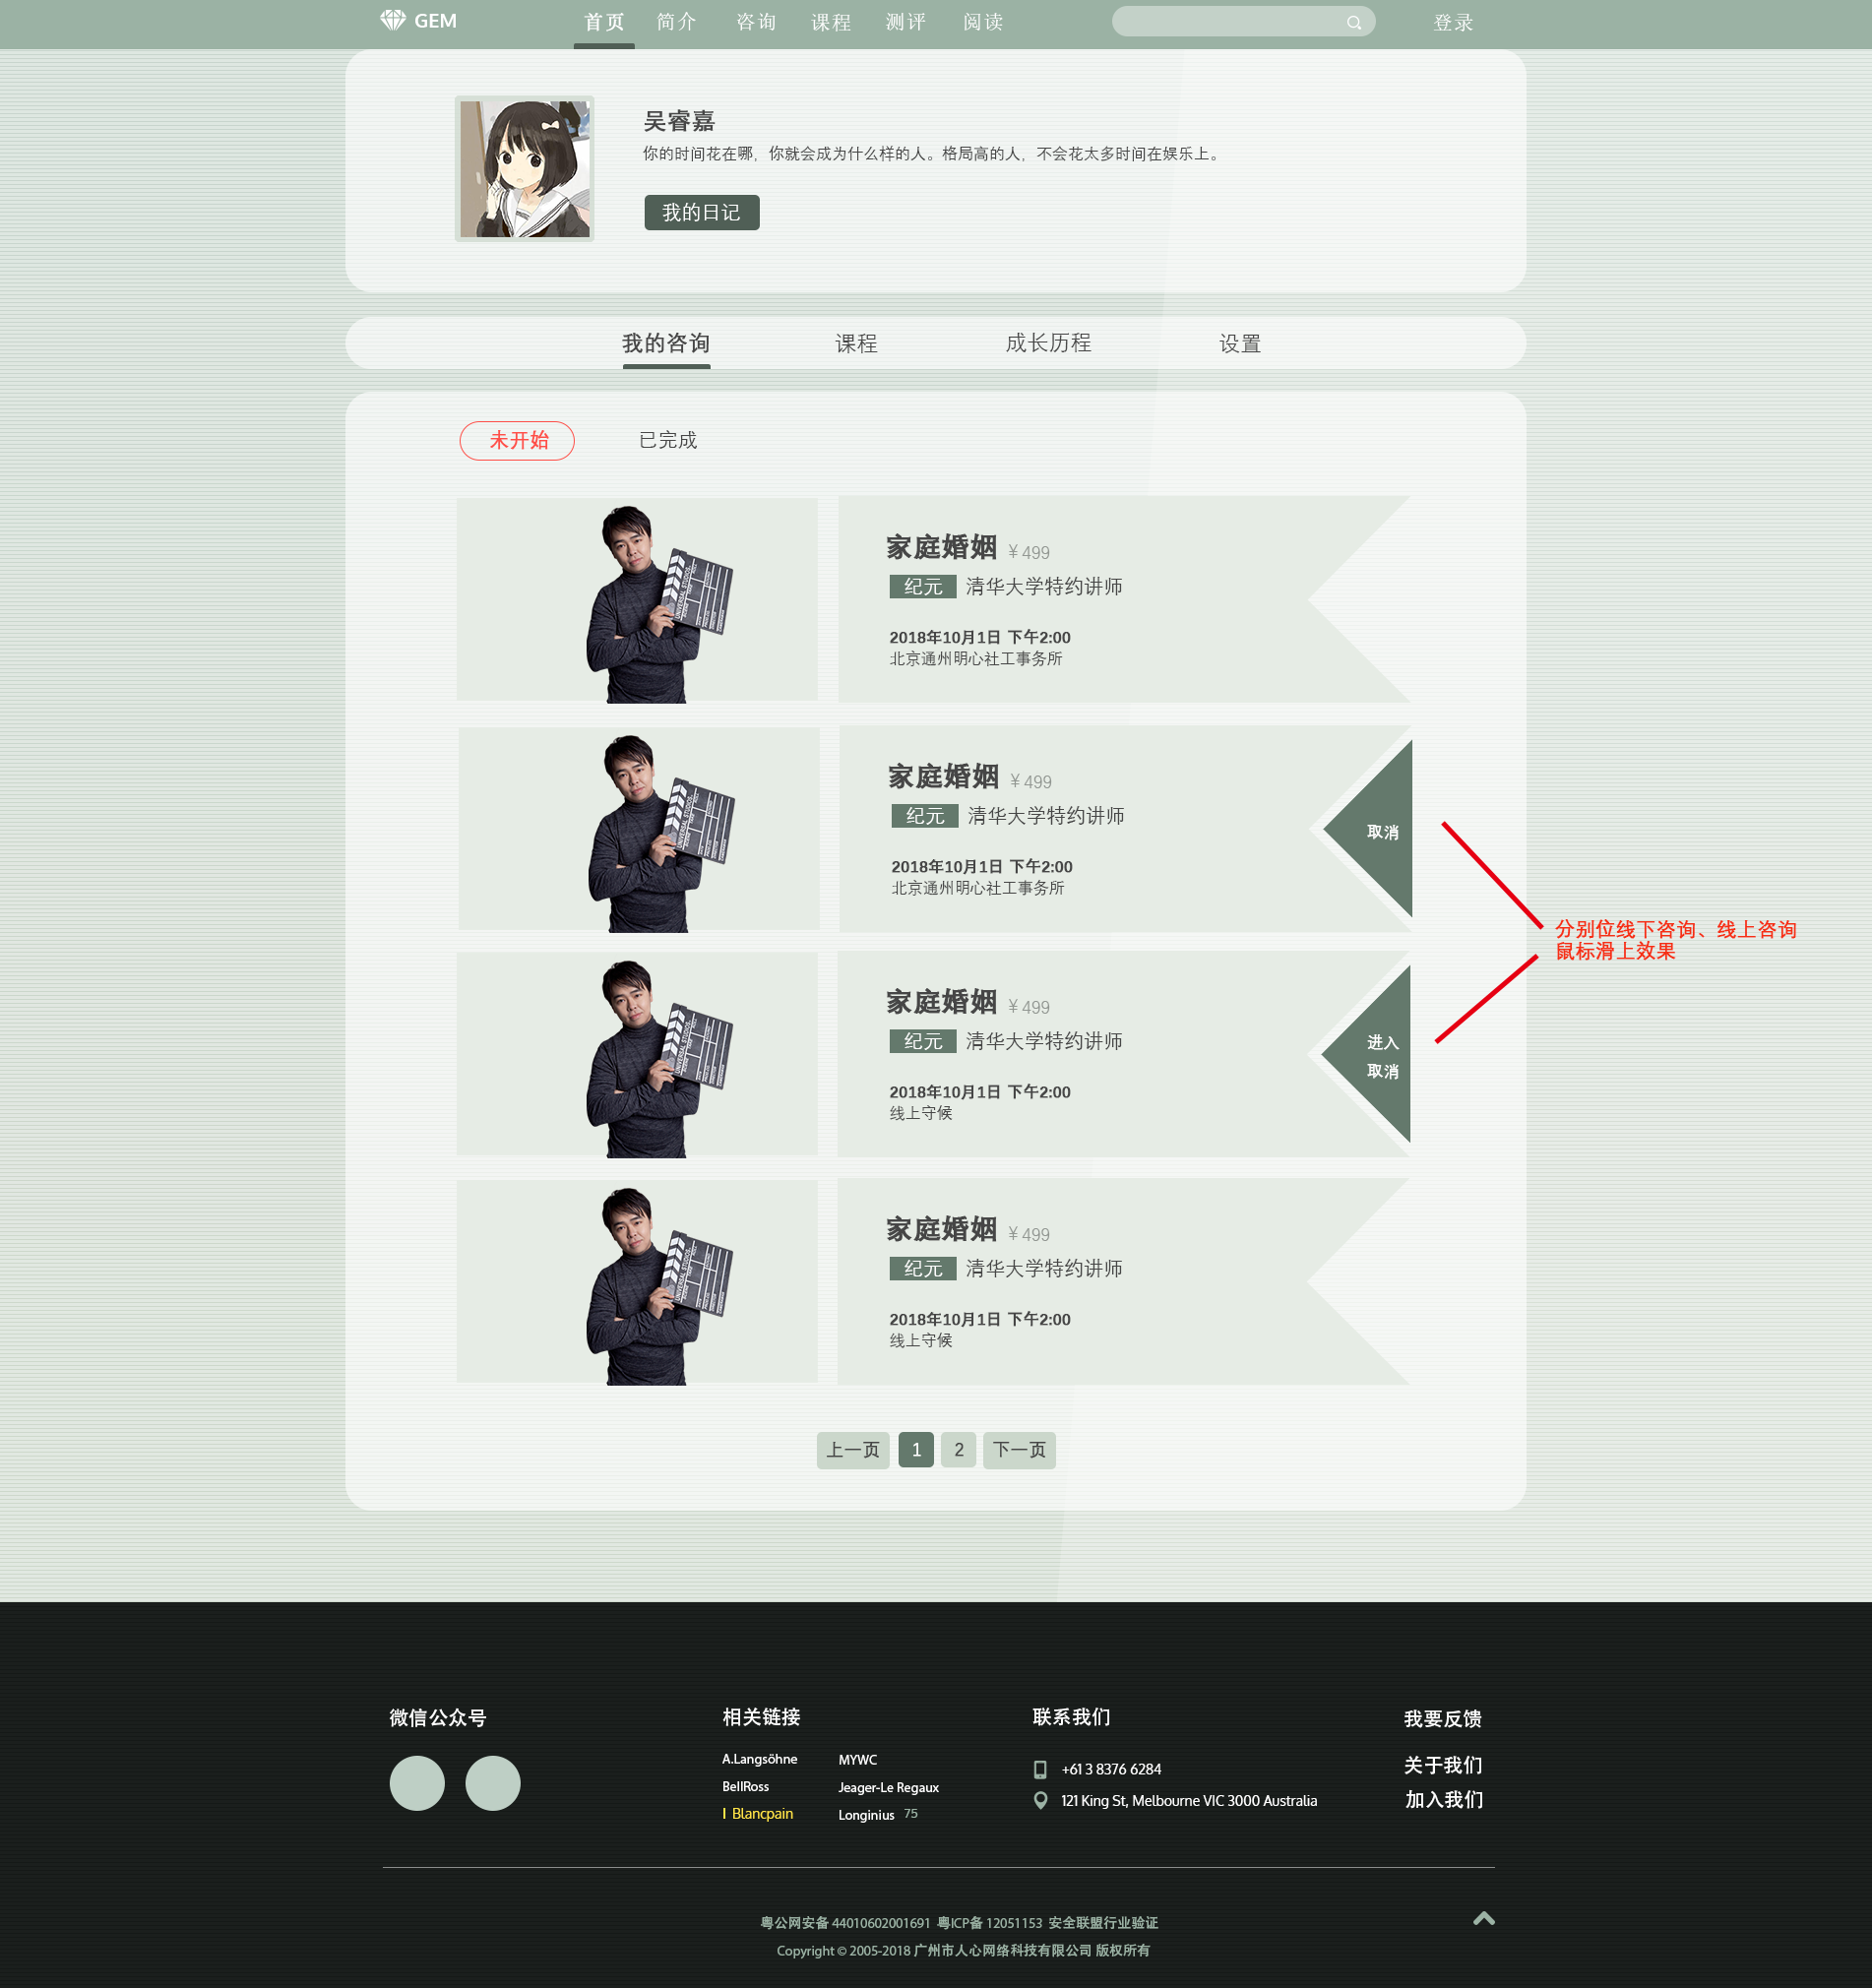 GEM 首页 简介 咨询 课程 测评 阅读 登录
吴睿嘉
你的时间花在哪，你就会成为什么样的人。格局高的人，不会花太多时间在娱乐上。
我的日记
我的咨询 课程 成长历程 设置
未开始 已完成
家庭婚姻 ¥ 499
纪元 清华大学特约讲师
2018年10月1日 下午2:00
北京通州明心社工事务所
家庭婚姻 ¥ 499
纪元 清华大学特约讲师
2018年10月1日 下午2:00
北京通州明心社工事务所
取消
分别位线下咨询、线上咨询
鼠标滑上效果
家庭婚姻 ¥ 499
纪元 清华大学特约讲师
2018年10月1日 下午2:00
线上守候
进入
取消
家庭婚姻 ¥ 499
纪元 清华大学特约讲师
2018年10月1日 下午2:00
线上守候
上一页 1 2 下一页
微信公众号
相关链接
A.Langsöhne MYWC
BellRoss Jeager-Le Regaux
Blancpain Longinius 75
联系我们
+61 3 8376 6284
121 King St, Melbourne VIC 3000 Australia
我要反馈
关于我们
加入我们
粤公网安备 44010602001691 粤ICP备 12051153 安全联盟行业验证
Copyright © 2005-2018 广州市人心网络科技有限公司 版权所有